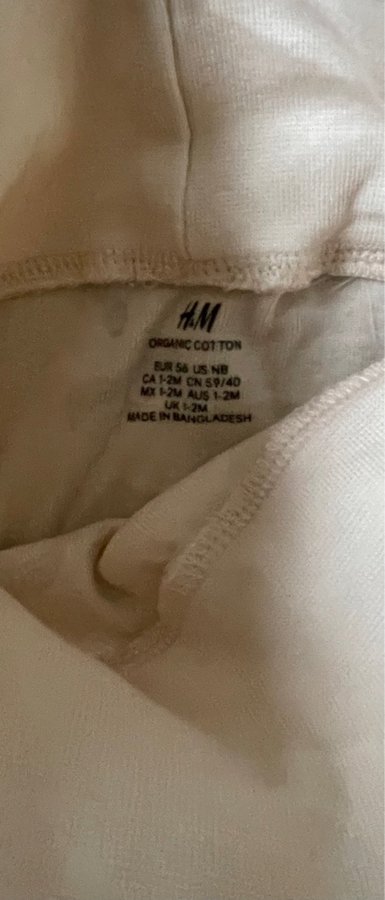 H&M
ORGANIC COTTON
EUR 56 US NB
CA 1-2M CN 59/40
MX 1-2M AUS 1-2M
UK 1-2M
MADE IN BANGLADESH